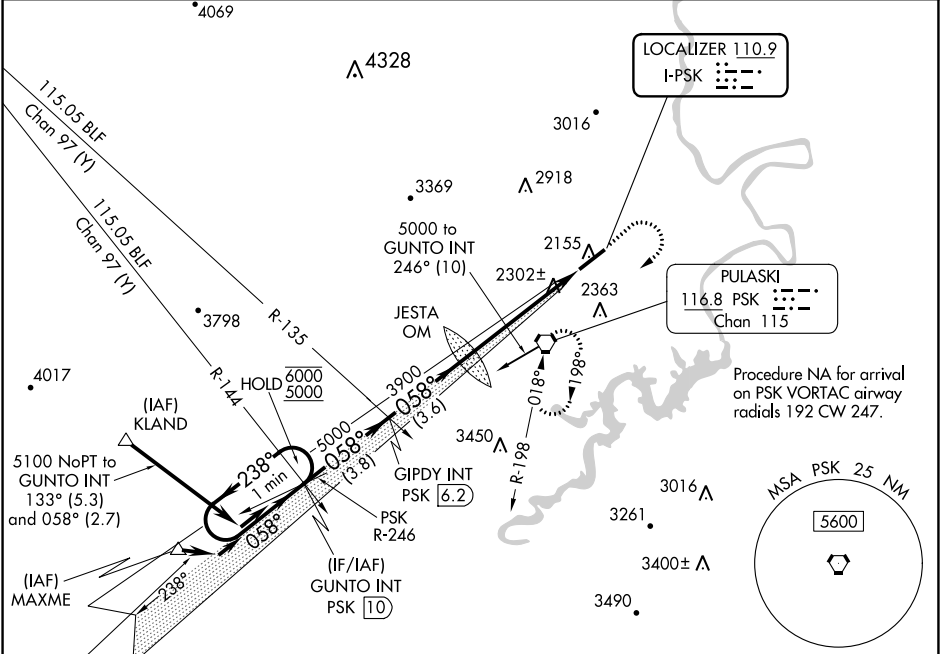 4069
4328
LOCALIZER 110.9
I-PSK
115.05 BLF
Chan 97 (Y)
3016
115.05 BLF
Chan 97 (Y)
3369
2918
5000 to
GUNTO INT
246° (10)
2155
2302±
2363
PULASKI
116.8 PSK
Chan 115
JESTA
OM
R-135
3798
R-144
4017
HOLD 6000
5000
3900
058°
(3.6)
018°
198°
Procedure NA for arrival
on PSK VORTAC airway
radials 192 CW 247.
(IAF)
KLAND
5000
058°
(3.8)
3450
R-198
5100 NoPT to
GUNTO INT
133° (5.3)
and 058° (2.7)
238°
1 min
GIPDY INT
PSK 6.2
MSA PSK 25 NM
3016
5600
PSK
R-246
058°
3261
(IAF)
MAXME
238°
(IF/IAF)
GUNTO INT
PSK 10
3400±
3490